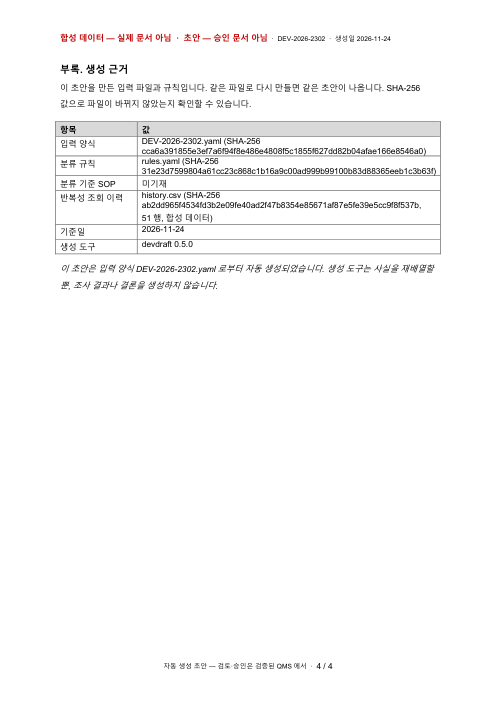 합성 데이터 — 실제 문서 아님 · 초안 — 승인 문서 아님 · DEV-2026-2302 · 생성일 2026-11-24
부록. 생성 근거
이 초안을 만든 입력 파일과 규칙입니다. 같은 파일로 다시 만들면 같은 초안이 나옵니다. SHA-256
값으로 파일이 바뀌지 않았는지 확인할 수 있습니다.
항목 값
입력 양식 DEV-2026-2302.yaml (SHA-256
cca6a391855e3ef7a6f94f8e486e4808f5c1855f627dd82b04afae166e8546a0)
분류 규칙 rules.yaml (SHA-256
31e23d7599804a61cc23c868c1b16a9c00ad999b99100b83d88365eeb1c3b63f)
분류 기준 SOP 미기재
반복성 조회 이력 history.csv (SHA-256
ab2dd965f4534fd3b2e09fe40ad2f47b8354e85671af87e5fe39e5cc9f8f537b,
51 행, 합성 데이터)
기준일 2026-11-24
생성 도구 devdraft 0.5.0
이 초안은 입력 양식 DEV-2026-2302.yaml 로부터 자동 생성되었습니다. 생성 도구는 사실을 재배열할
뿐, 조사 결과나 결론을 생성하지 않습니다.
자동 생성 초안 — 검토·승인은 검증된 QMS 에서 · 4 / 4